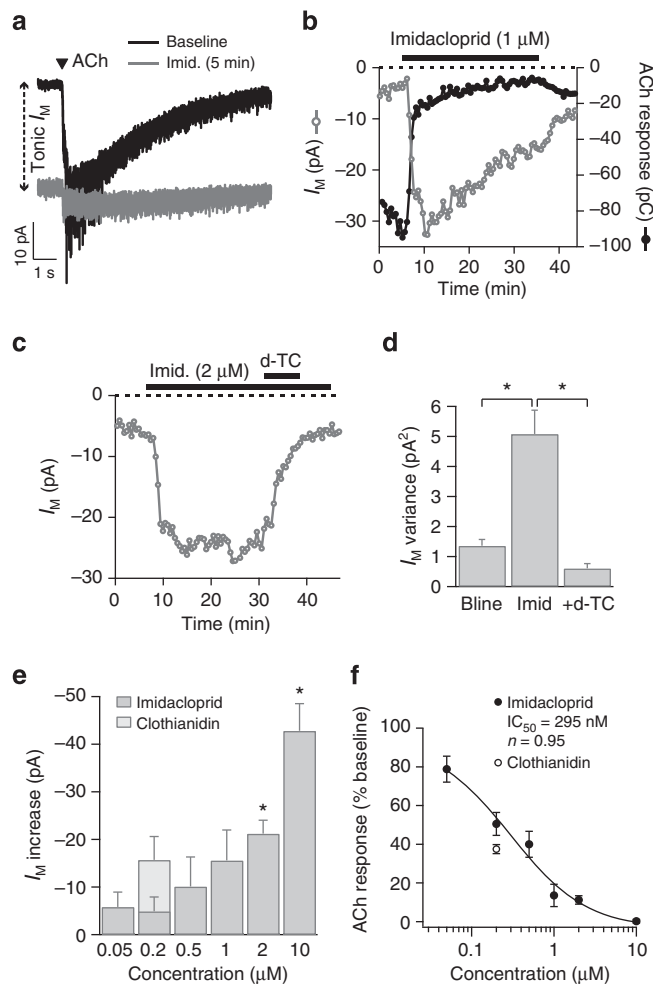 a
Baseline
ACh
Imid. (5 min)
Tonic I_M
10 pA
1 s
b
Imidacloprid (1 μM)
0
−10
−20
−30
I_M (pA)
0
−20
−40
−60
−80
−100
ACh response (pC)
0 10 20 30 40
Time (min)
c
d-TC
Imid. (2 μM)
0
−10
−20
−30
I_M (pA)
0 10 20 30 40
Time (min)
d
* *
6
5
4
3
2
1
0
I_M variance (pA²)
Bline Imid +d-TC
e
−50
−40
−30
−20
−10
0
I_M increase (pA)
Imidacloprid
Clothianidin
*
*
0.05 0.2 0.5 1 2 10
Concentration (μM)
f
Imidacloprid
IC₅₀ = 295 nM
n = 0.95
Clothianidin
100
80
60
40
20
0
ACh response (% baseline)
0.1 1 10
Concentration (μM)